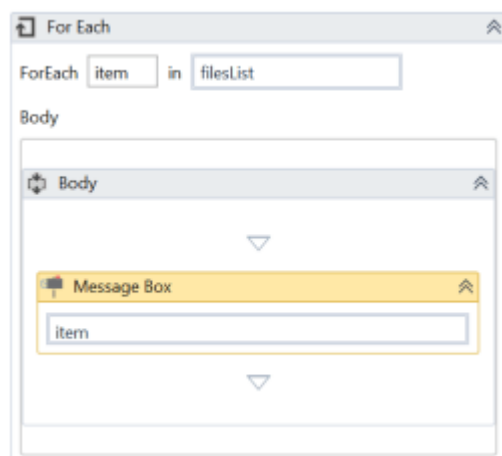 For Each
ForEach item in filesList
Body
Body
Message Box
item